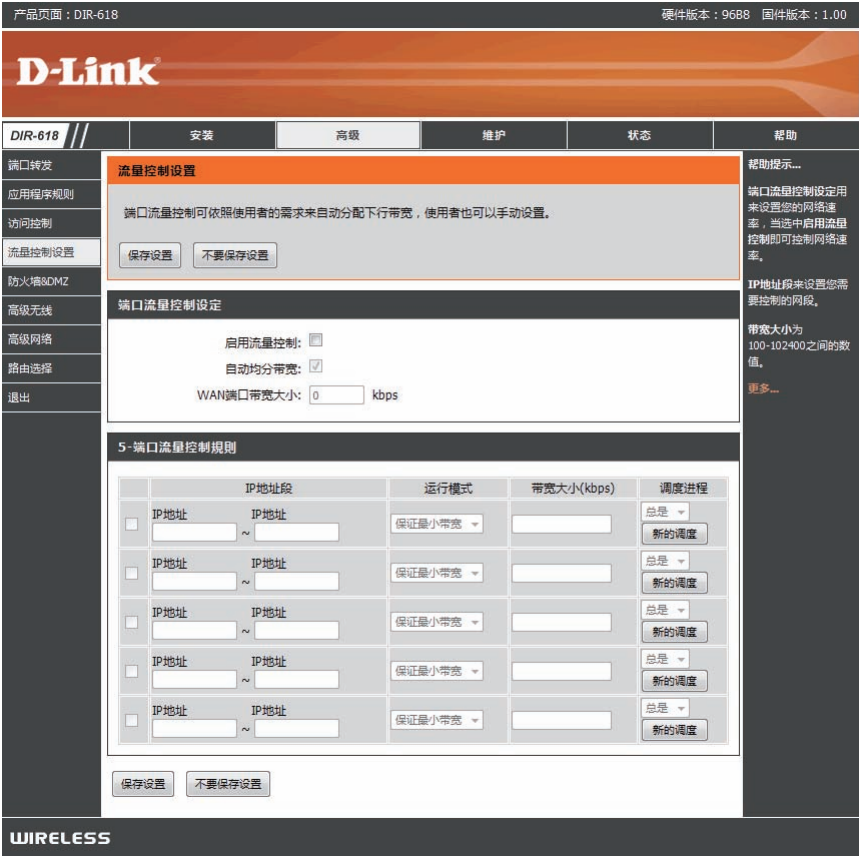 产品页面：DIR-618 硬件版本：96B8 固件版本：1.00
D-Link
DIR-618 安装 高级 维护 状态 帮助
端口转发
应用程序规则
访问控制
流量控制设置
防火墙&DMZ
高级无线
高级网络
路由选择
退出
流量控制设置
端口流量控制可依照使用者的需求来自动分配下行带宽，使用者也可以手动设置。
保存设置 不要保存设置
端口流量控制设定
启用流量控制:
自动均分带宽:
WAN端口带宽大小: 0 kbps
5-端口流量控制规则
IP地址段 运行模式 带宽大小(kbps) 调度进程
IP地址 IP地址 总是
~ 保证最小带宽 新的调度
IP地址 IP地址 总是
~ 保证最小带宽 新的调度
IP地址 IP地址 总是
~ 保证最小带宽 新的调度
IP地址 IP地址 总是
~ 保证最小带宽 新的调度
IP地址 IP地址 总是
~ 保证最小带宽 新的调度
保存设置 不要保存设置
帮助提示...
端口流量控制设定用
来设置您的网络速
率，当选中启用流量
控制即可控制网络速
率。
IP地址段来设置您需
要控制的网段。
带宽大小为
100-102400之间的数
值。
更多...
WIRELESS